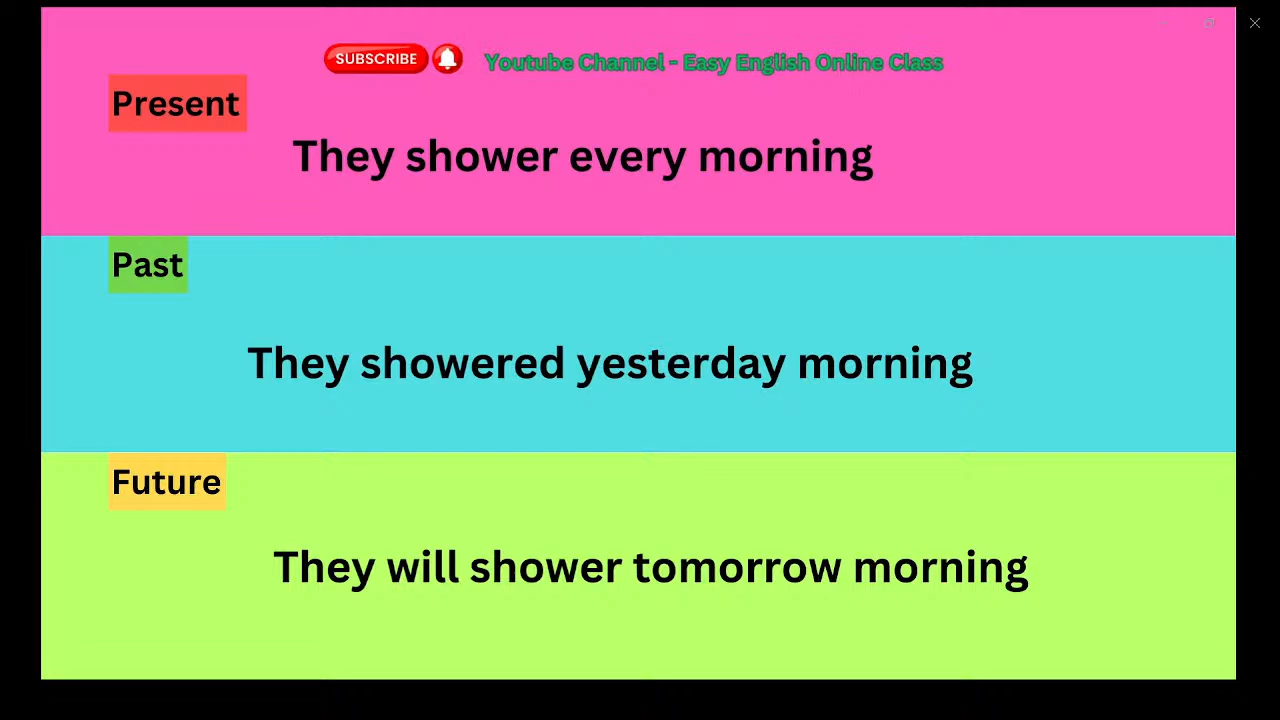 SUBSCRIBE Youtube Channel - Easy English Online Class
Present
They shower every morning
Past
They showered yesterday morning
Future
They will shower tomorrow morning